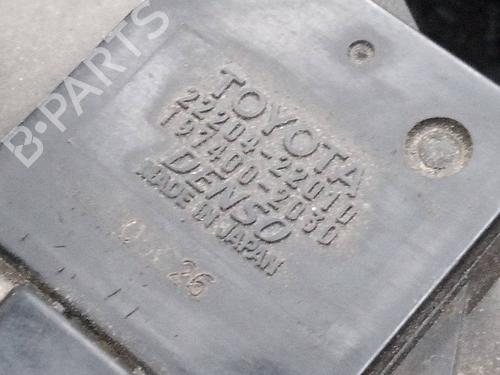 B-PARTS
TOYOTA
22204-22010
197400-2030
DENSO
MADE IN JAPAN
26